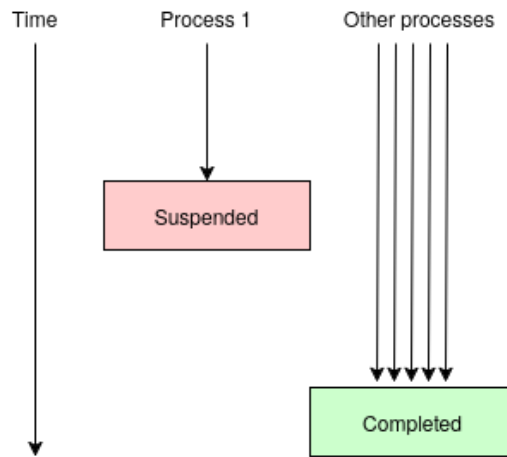 Time
Process 1
Other processes
Suspended
Completed